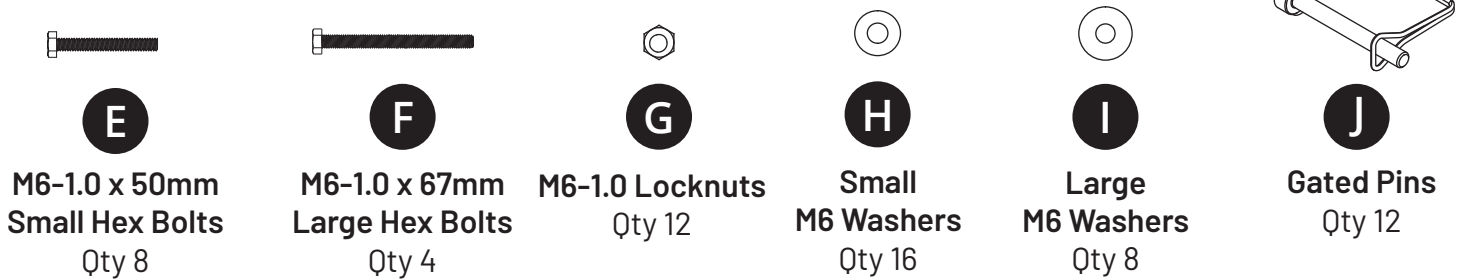 E
M6-1.0 x 50mm
Small Hex Bolts
Qty 8
F
M6-1.0 x 67mm
Large Hex Bolts
Qty 4
G
M6-1.0 Locknuts
Qty 12
H
Small
M6 Washers
Qty 16
I
Large
M6 Washers
Qty 8
J
Gated Pins
Qty 12